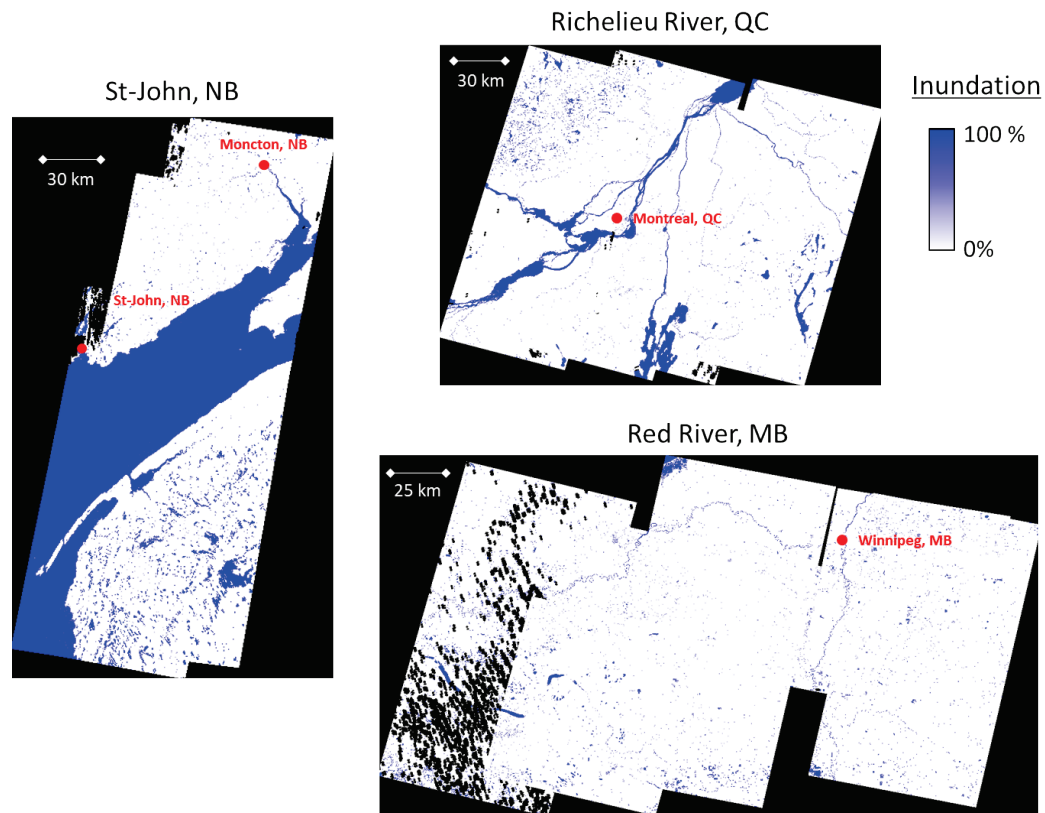 Richelieu River, QC
30 km
Montreal, QC
Inundation
100 %
0%
St-John, NB
Moncton, NB
30 km
St-John, NB
Red River, MB
25 km
Winnipeg, MB